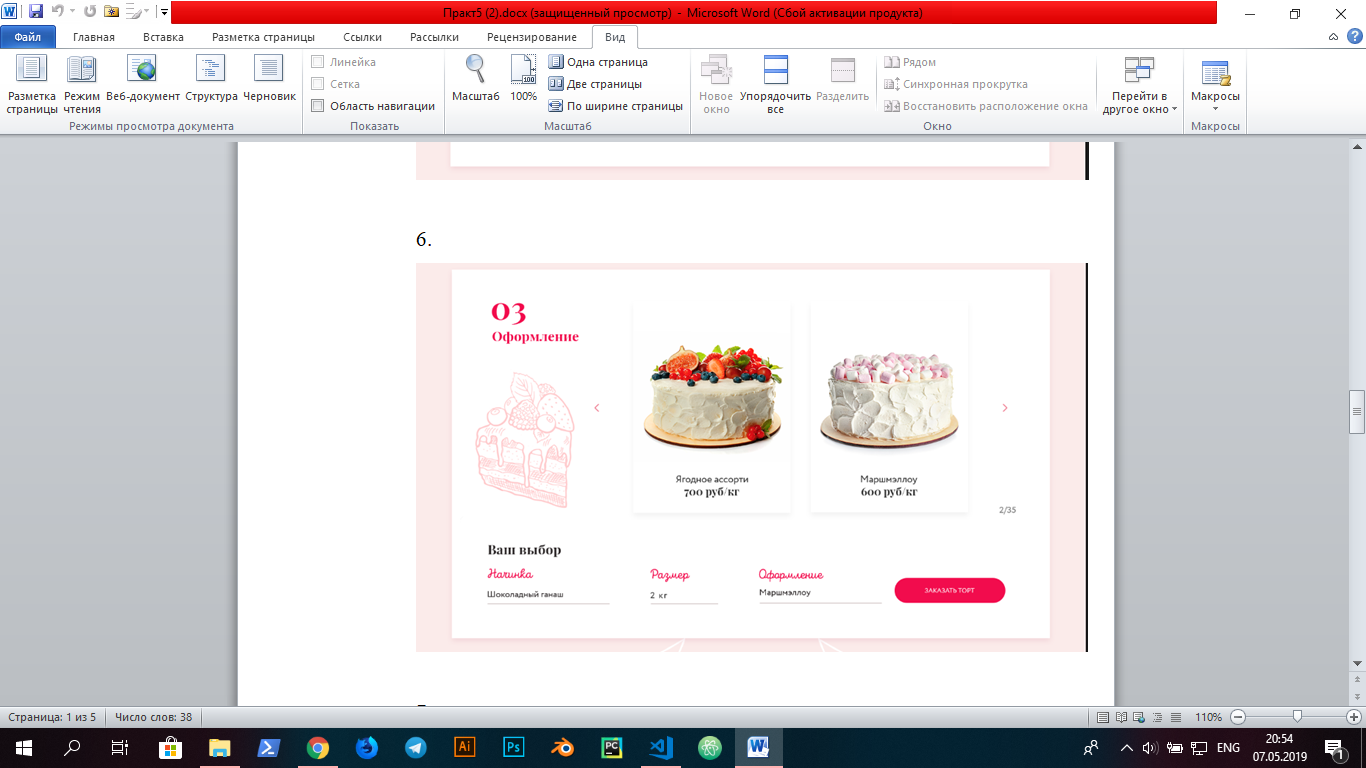 Практ5 (2).docx (защищенный просмотр) - Microsoft Word (Сбой активации продукта)
Файл Главная Вставка Разметка страницы Ссылки Рассылки Рецензирование Вид
Разметка страницы
Режим чтения
Веб-документ
Структура
Черновик
Режимы просмотра документа
Линейка
Сетка
Область навигации
Показать
Масштаб
100
100%
Одна страница
Две страницы
По ширине страницы
Масштаб
Новое окно
Упорядочить все
Разделить
Рядом
Синхронная прокрутка
Восстановить расположение окна
Окно
Перейти в другое окно
Макросы
Макросы
6.
03
Оформление
Ягодное ассорти
700 руб/кг
Маршмэллоу
600 руб/кг
2/35
Ваш выбор
Начинка
Шоколадный ганаш
Размер
2 кг
Оформление
Маршмэллоу
ЗАКАЗАТЬ ТОРТ
Страница: 1 из 5 Число слов: 38 110%
Ai Ps PC W
ENG
20:54
07.05.2019
1